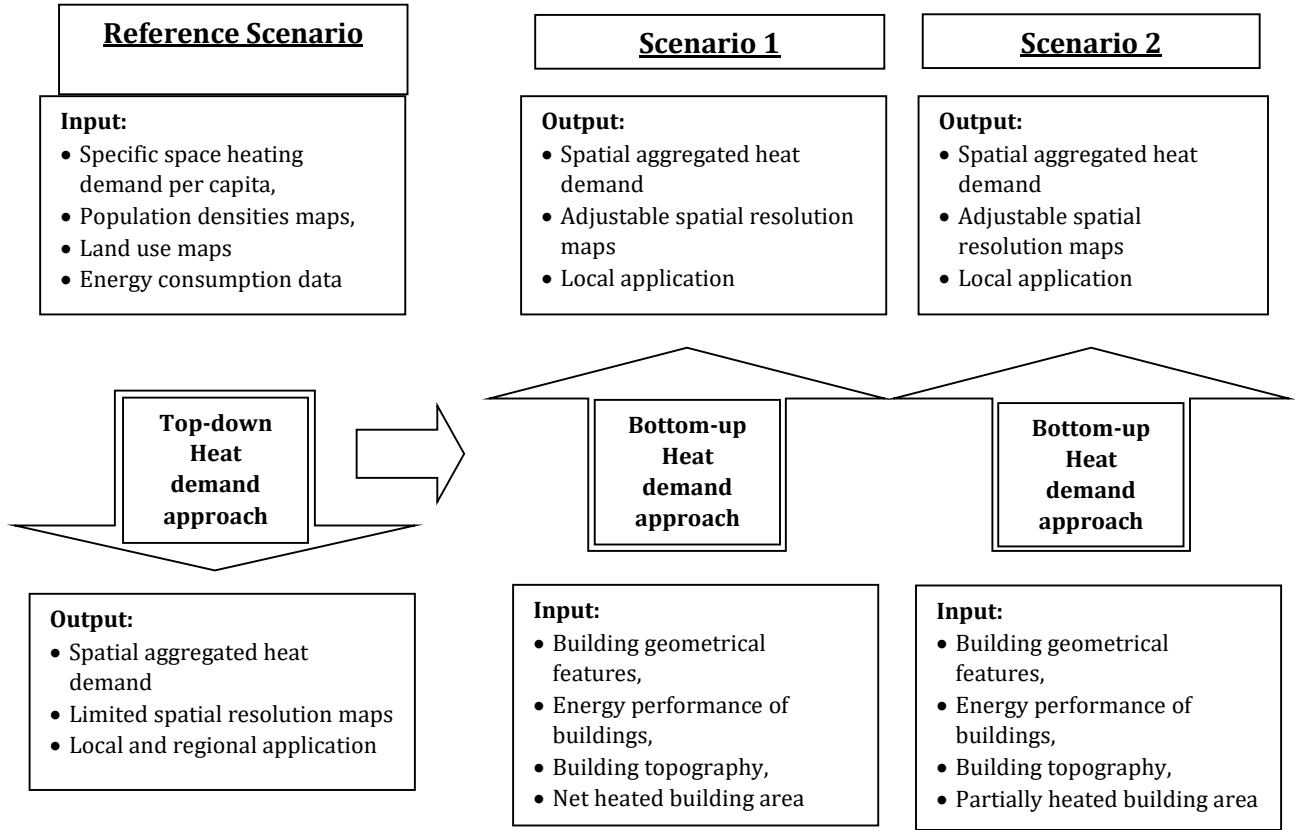 Reference Scenario
Input:
• Specific space heating
demand per capita,
• Population densities maps,
• Land use maps
• Energy consumption data
Top-down
Heat
demand
approach
Output:
• Spatial aggregated heat
demand
• Limited spatial resolution maps
• Local and regional application
Scenario 1
Output:
• Spatial aggregated heat
demand
• Adjustable spatial resolution
maps
• Local application
Bottom-up
Heat
demand
approach
Input:
• Building geometrical
features,
• Energy performance of
buildings,
• Building topography,
• Net heated building area
Scenario 2
Output:
• Spatial aggregated heat
demand
• Adjustable spatial
resolution maps
• Local application
Bottom-up
Heat
demand
approach
Input:
• Building geometrical
features,
• Energy performance of
buildings,
• Building topography,
• Partially heated building area